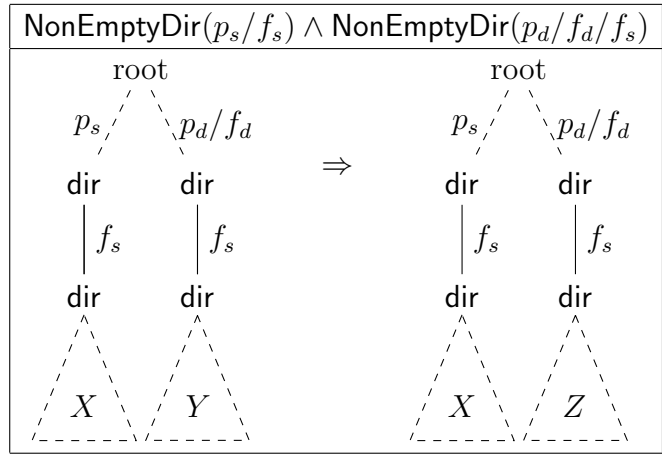 NonEmptyDir(p_s/f_s) ∧ NonEmptyDir(p_d/f_d/f_s)
root root
p_s p_d/f_d p_s p_d/f_d
⇒
dir dir dir dir
f_s f_s f_s f_s
dir dir dir dir
X Y X Z